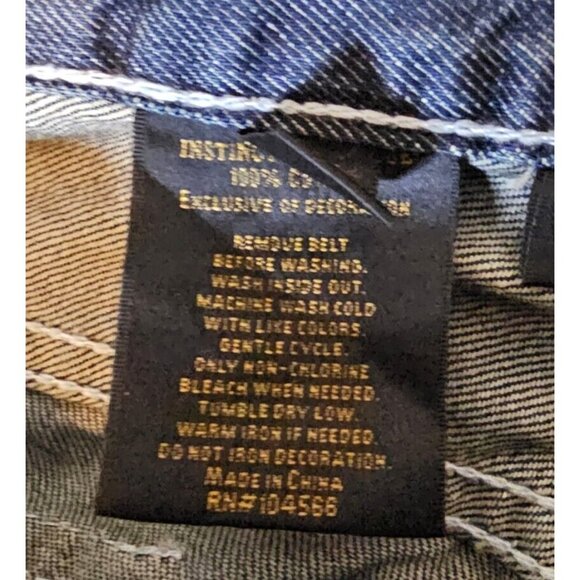 100%
EXCLUSIVE OF DECORATION
REMOVE BELT
BEFORE WASHING.
WASH INSIDE OUT.
MACHINE WASH COLD
WITH LIKE COLORS.
GENTLE CYCLE.
ONLY NON-CHLORINE
BLEACH WHEN NEEDED.
TUMBLE DRY LOW.
WARM IRON IF NEEDED.
DO NOT IRON DECORATION.
MADE IN CHINA
RN#104566